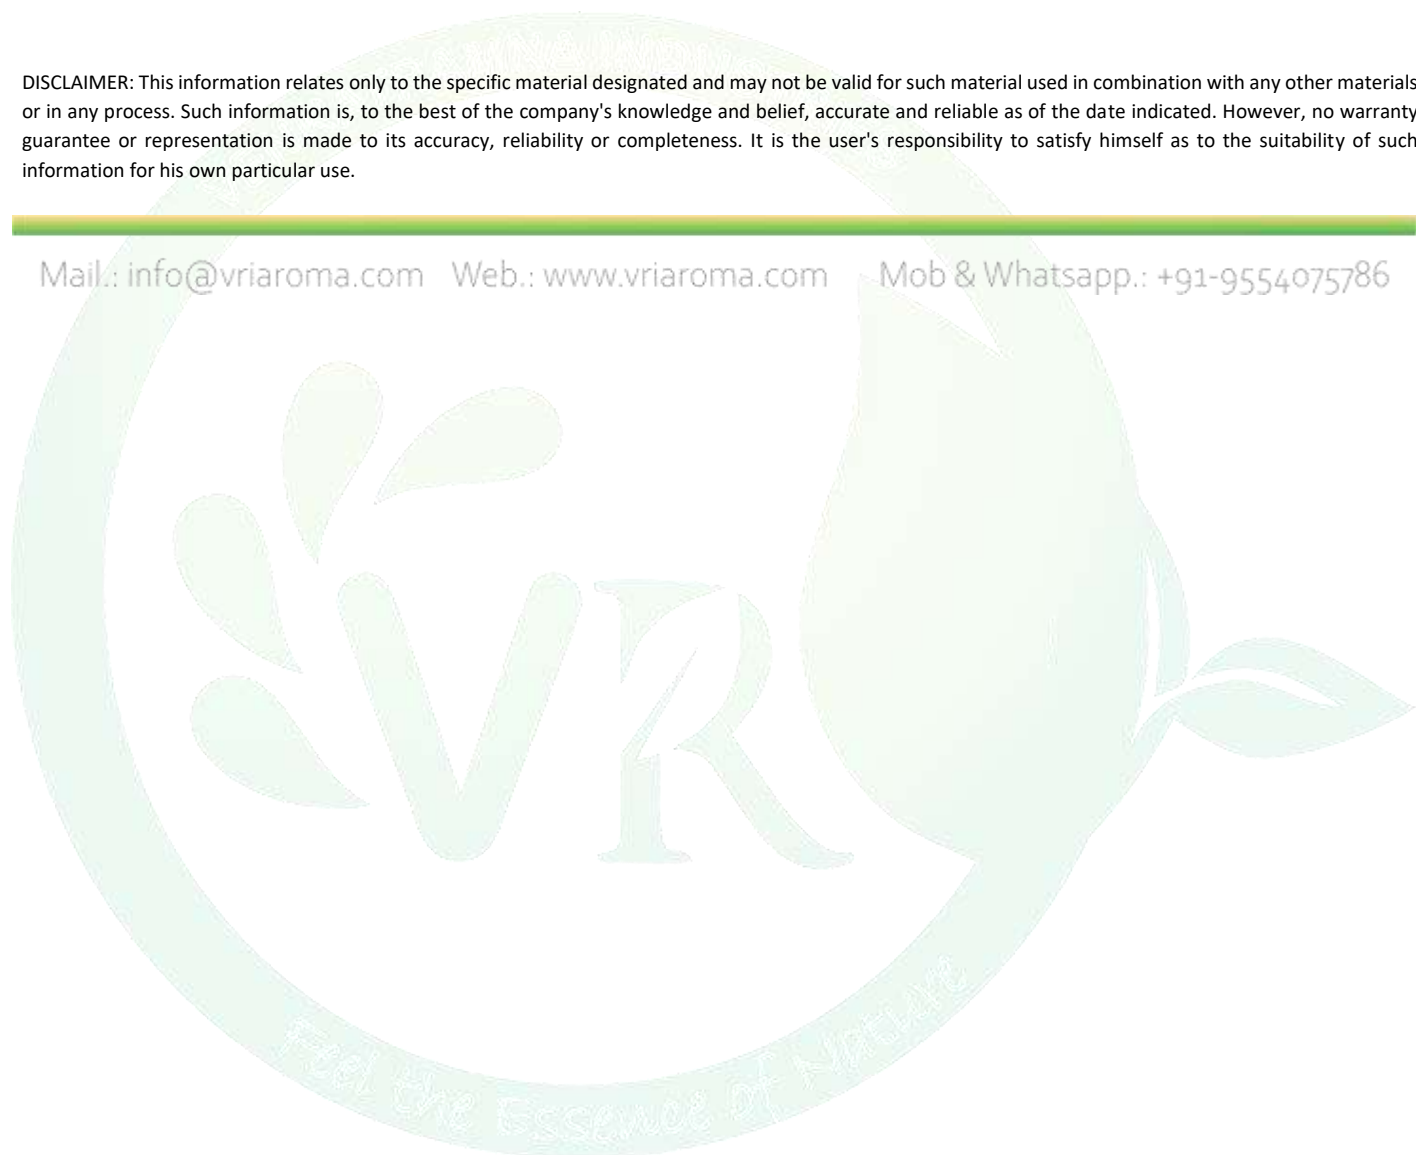 DISCLAIMER: This information relates only to the specific material designated and may not be valid for such material used in combination with any other materials
or in any process. Such information is, to the best of the company's knowledge and belief, accurate and reliable as of the date indicated. However, no warranty
guarantee or representation is made to its accuracy, reliability or completeness. It is the user's responsibility to satisfy himself as to the suitability of such
information for his own particular use.
Mail.: info@vriaroma.com Web.: www.vriaroma.com Mob & Whatsapp.: +91-9554075786
VR
Feel the Essence of Nature